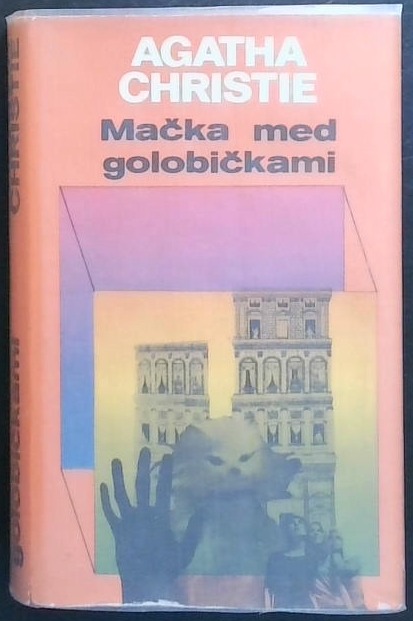 AGATHA
CHRISTIE
Mačka med
golobičkami
CHRISTIE
golobičkami